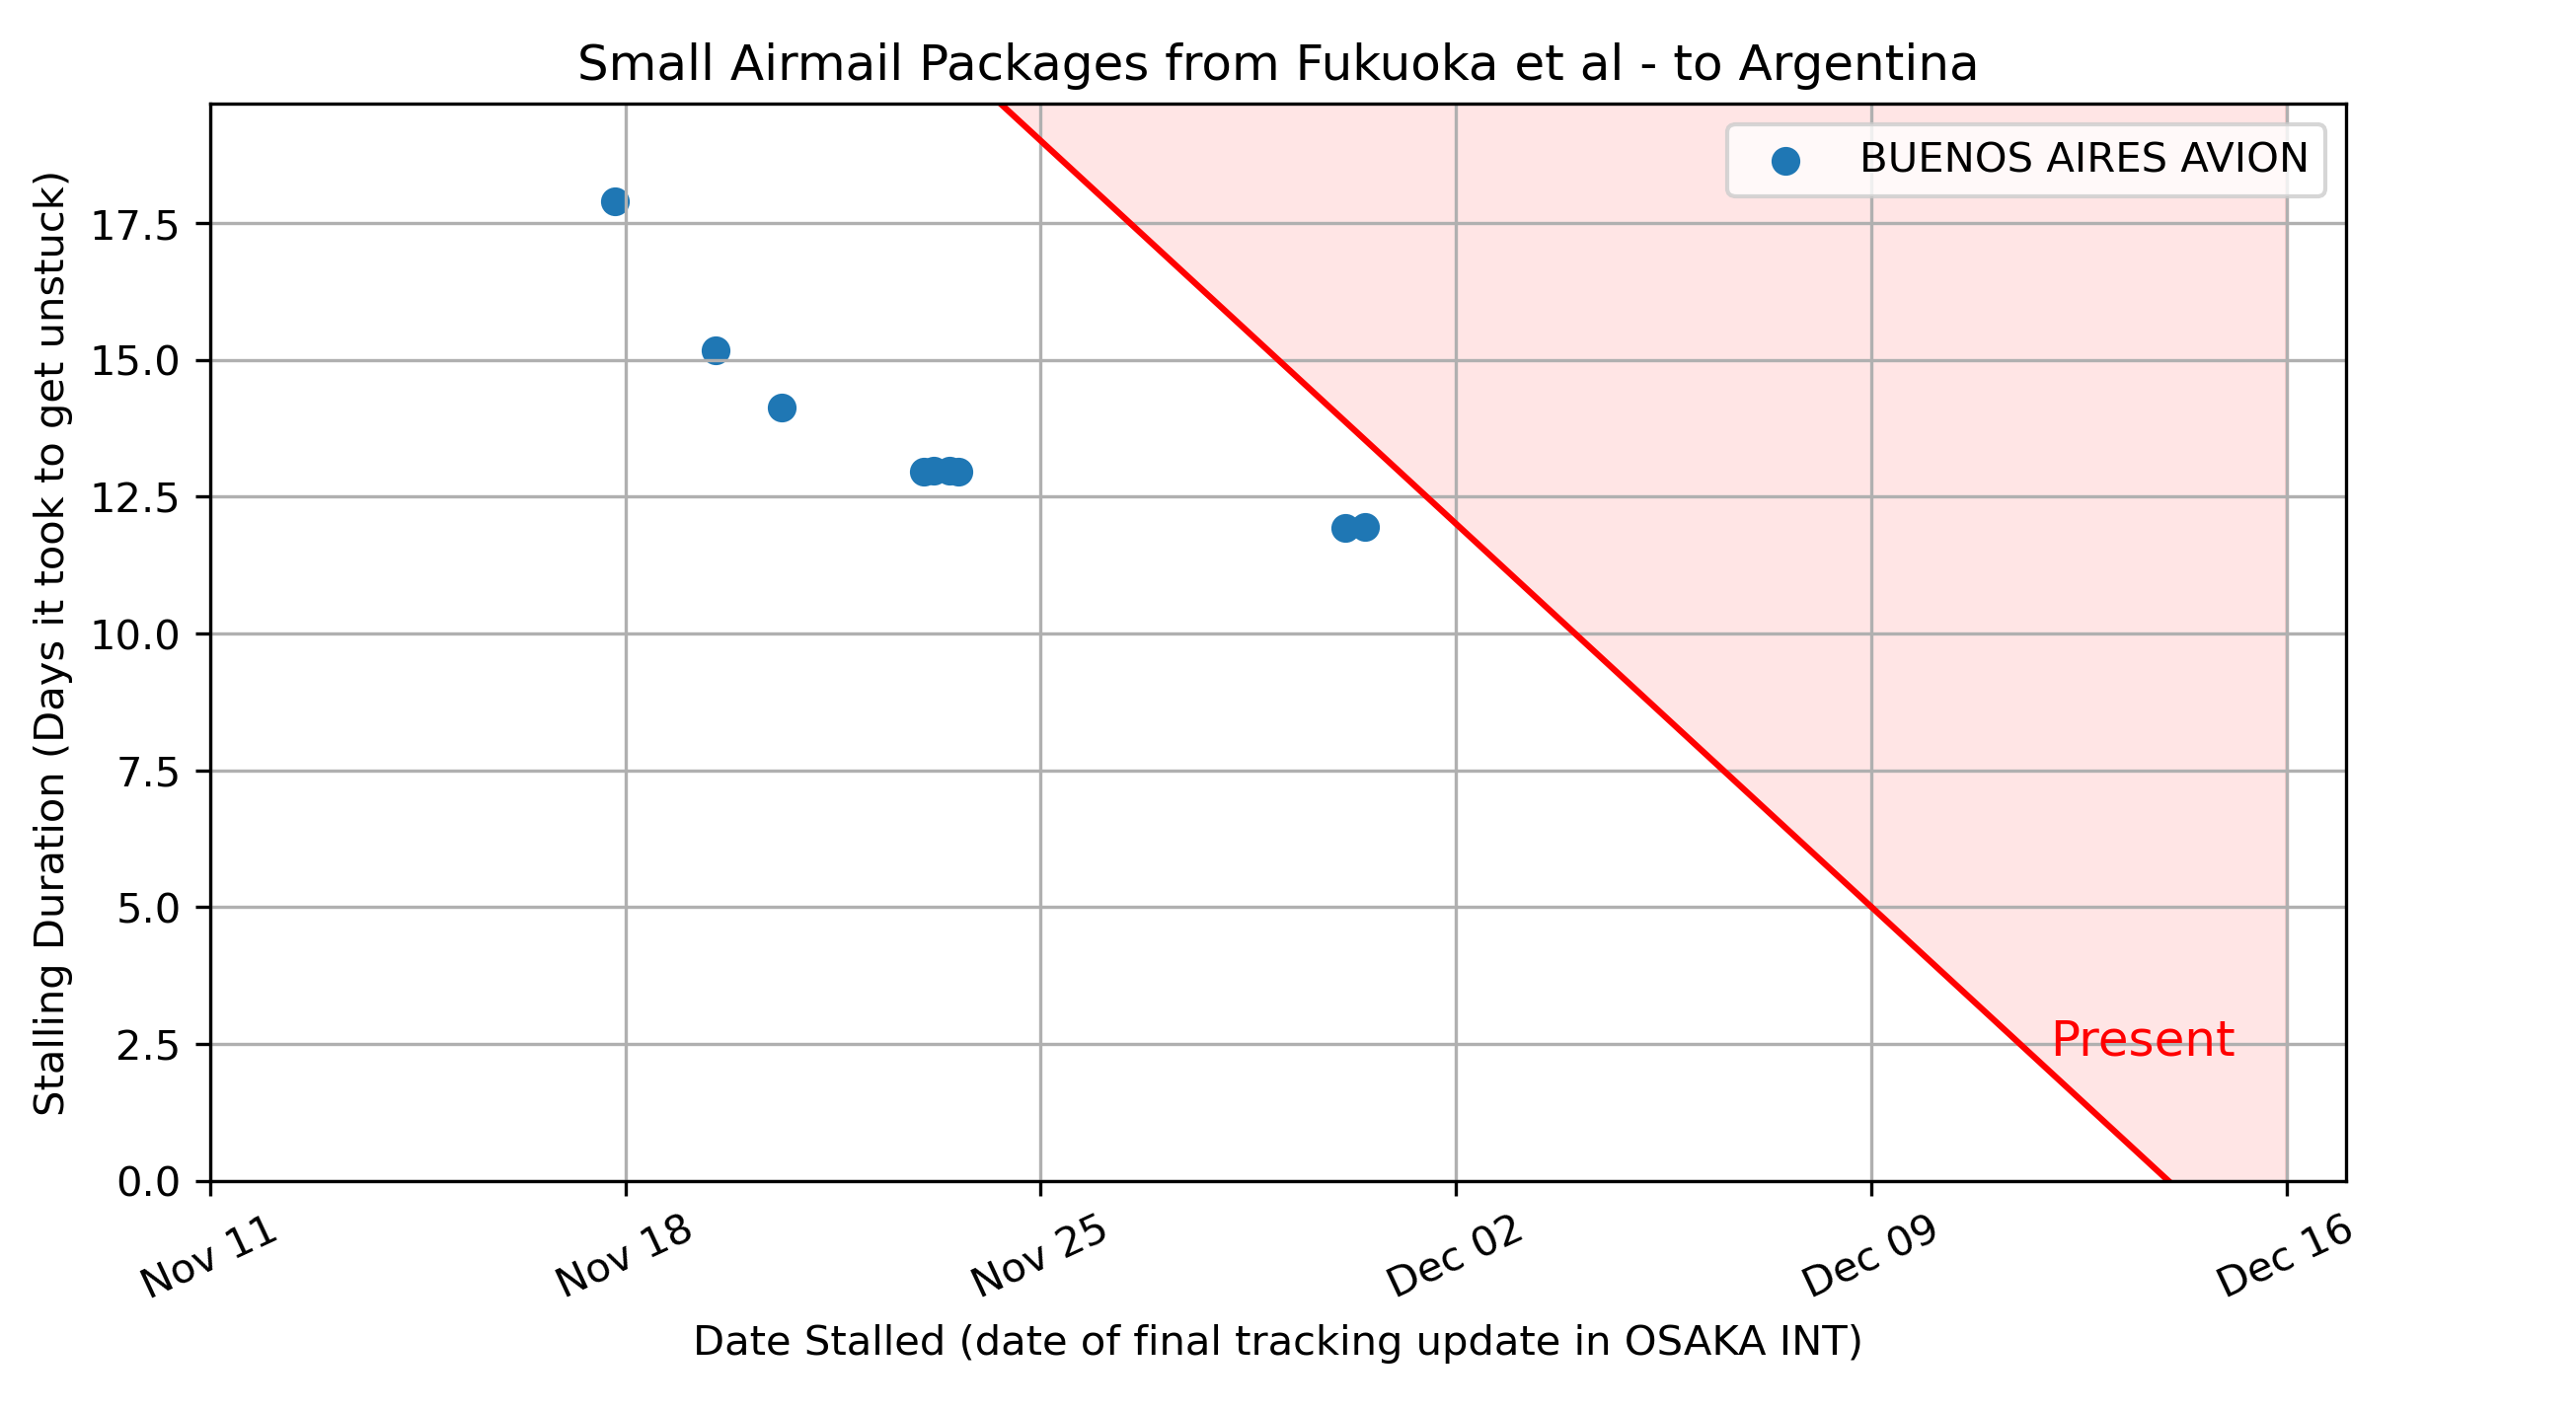 Small Airmail Packages from Fukuoka et al - to Argentina
BUENOS AIRES AVION
Stalling Duration (Days it took to get unstuck)
17.5
15.0
12.5
10.0
7.5
5.0
2.5
0.0
Present
Nov 11
Nov 18
Nov 25
Dec 02
Dec 09
Dec 16
Date Stalled (date of final tracking update in OSAKA INT)